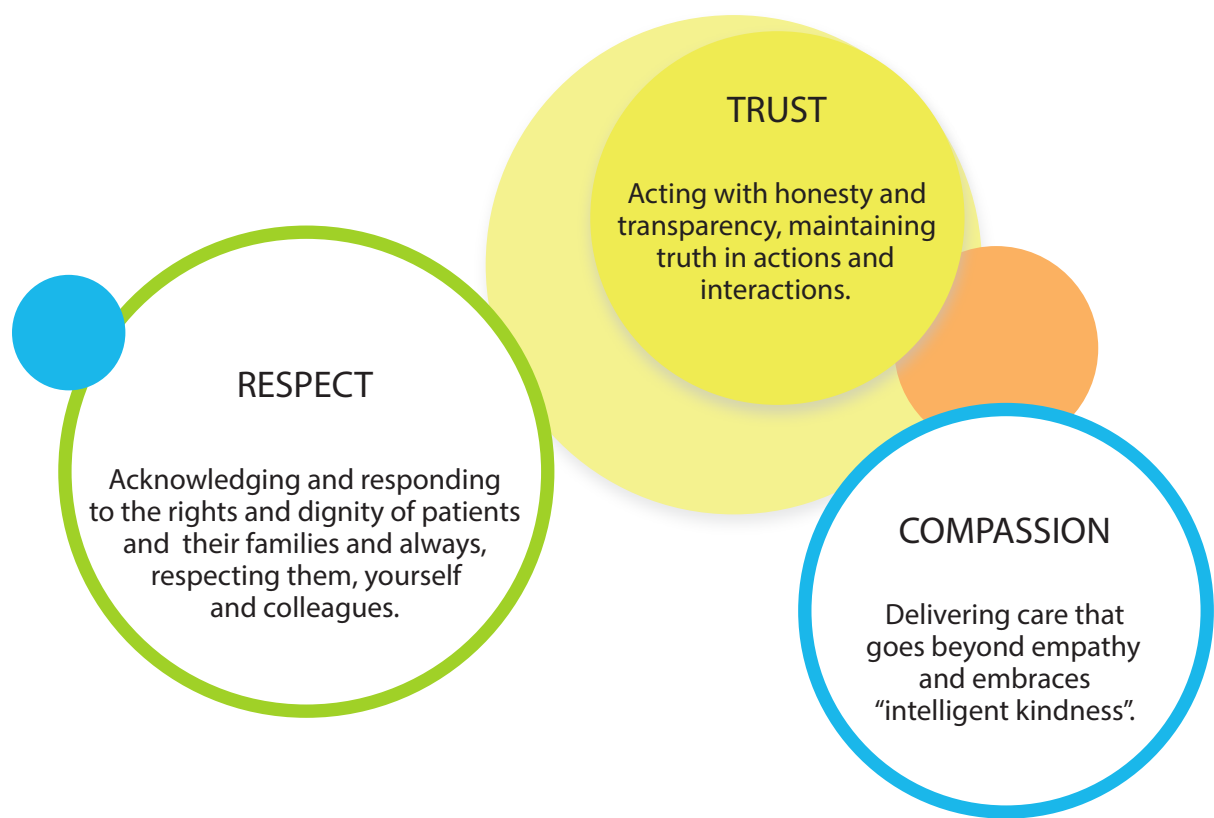 TRUST
Acting with honesty and
transparency, maintaining
truth in actions and
interactions.
RESPECT
Acknowledging and responding
to the rights and dignity of patients
and  their families and always,
respecting them, yourself
and colleagues.
COMPASSION
Delivering care that
goes beyond empathy
and embraces
“intelligent kindness”.